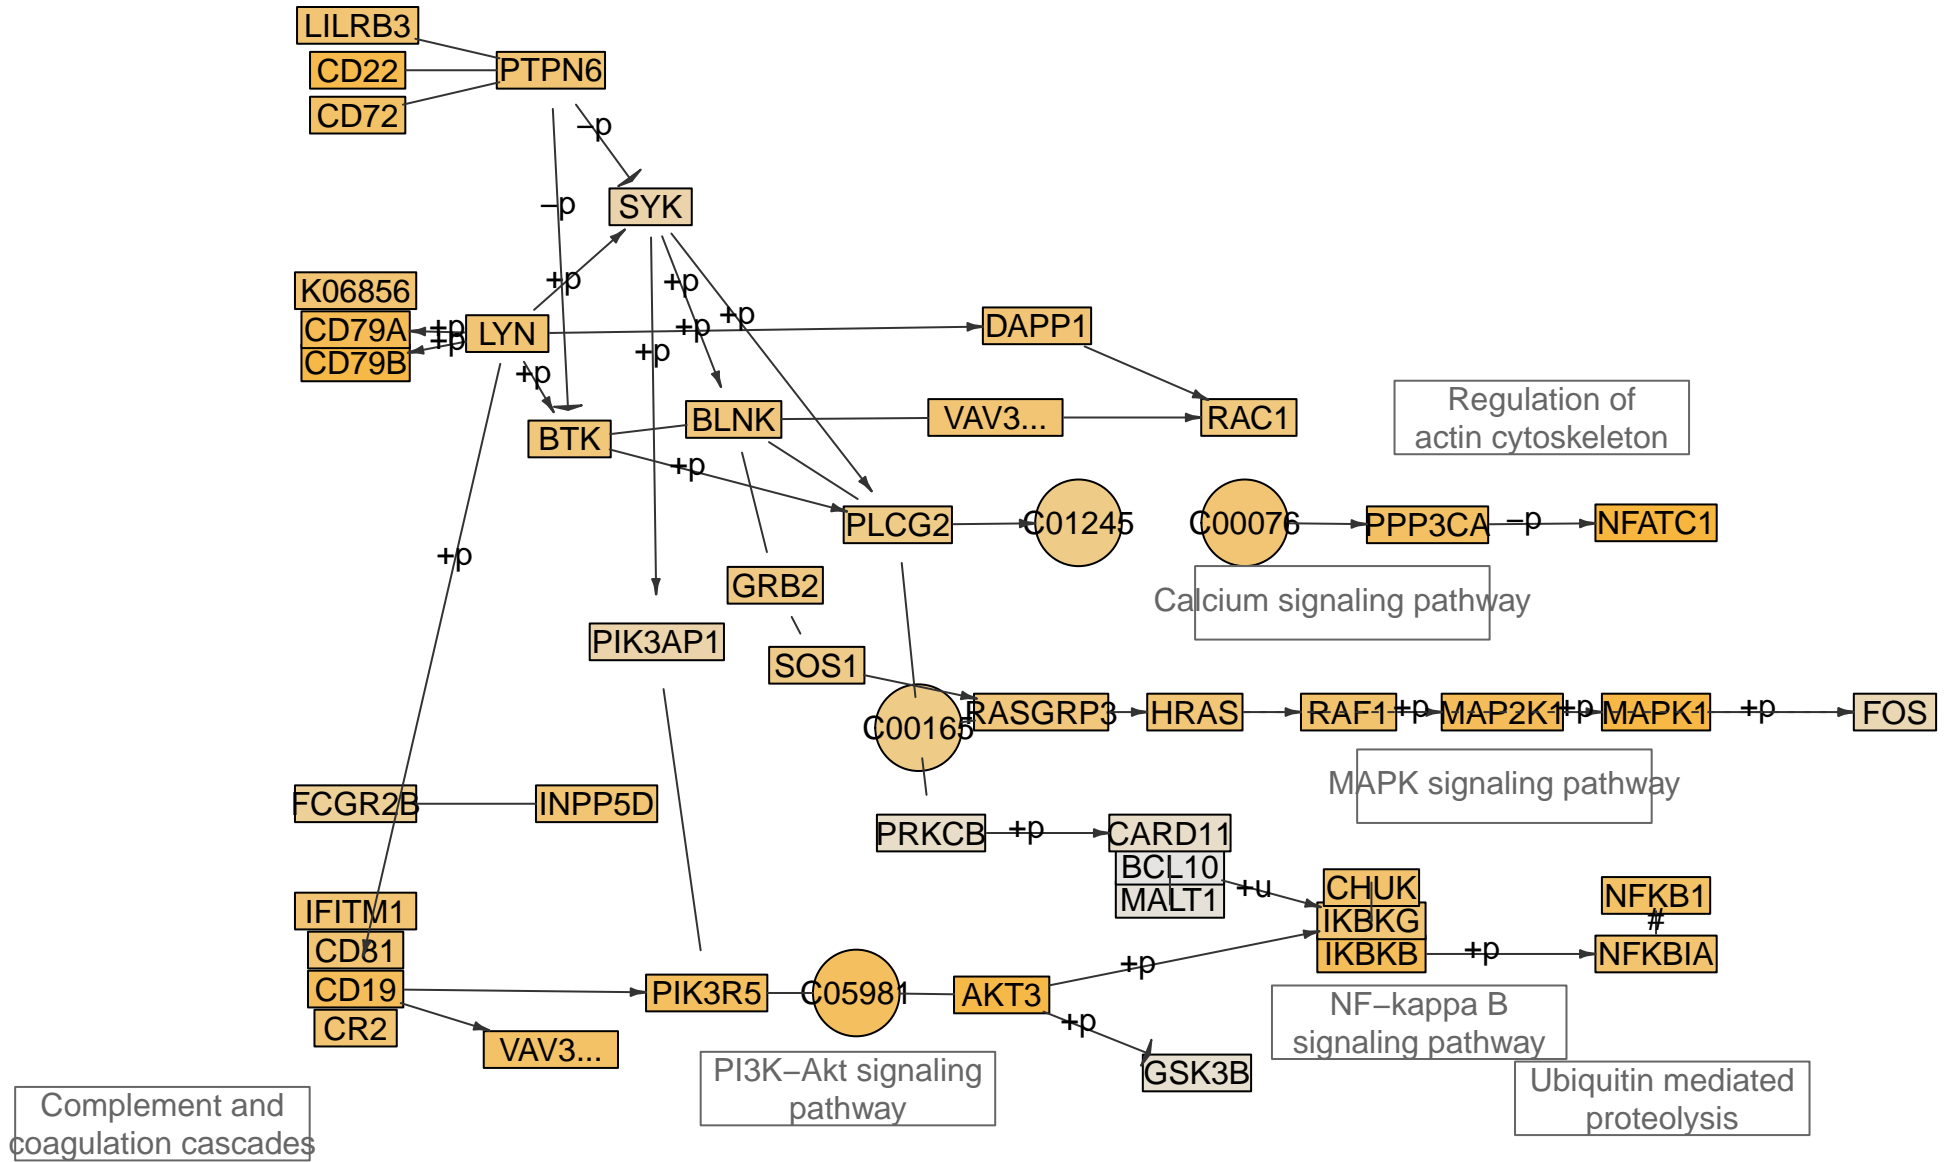 LILRB3
CD22
PTPN6
CD72
–p
–p
SYK
+p
+p
K06856
CD79A
+p
LYN
+p
+p
DAPP1
CD79B
+p
+p
+p
BTK
BLNK
VAV3...
RAC1
Regulation of
actin cytoskeleton
+p
PLCG2
C01245
C00076
PPP3CA
–p
NFATC1
+p
GRB2
Calcium signaling pathway
PIK3AP1
SOS1
C00165
RASGRP3
HRAS
RAF1
+p
MAP2K1
+p
MAPK1
+p
FOS
MAPK signaling pathway
FCGR2B
INPP5D
PRKCB
+p
CARD11
BCL10
MALT1
+u
CHUK
IKBKG
IKBKB
+p
NFKB1
#
NFKBIA
IFITM1
CD81
CD19
CR2
VAV3...
PIK3R5
C05981
AKT3
+p
+p
GSK3B
NF–kappa B
signaling pathway
PI3K–Akt signaling
pathway
Ubiquitin mediated
proteolysis
Complement and
coagulation cascades